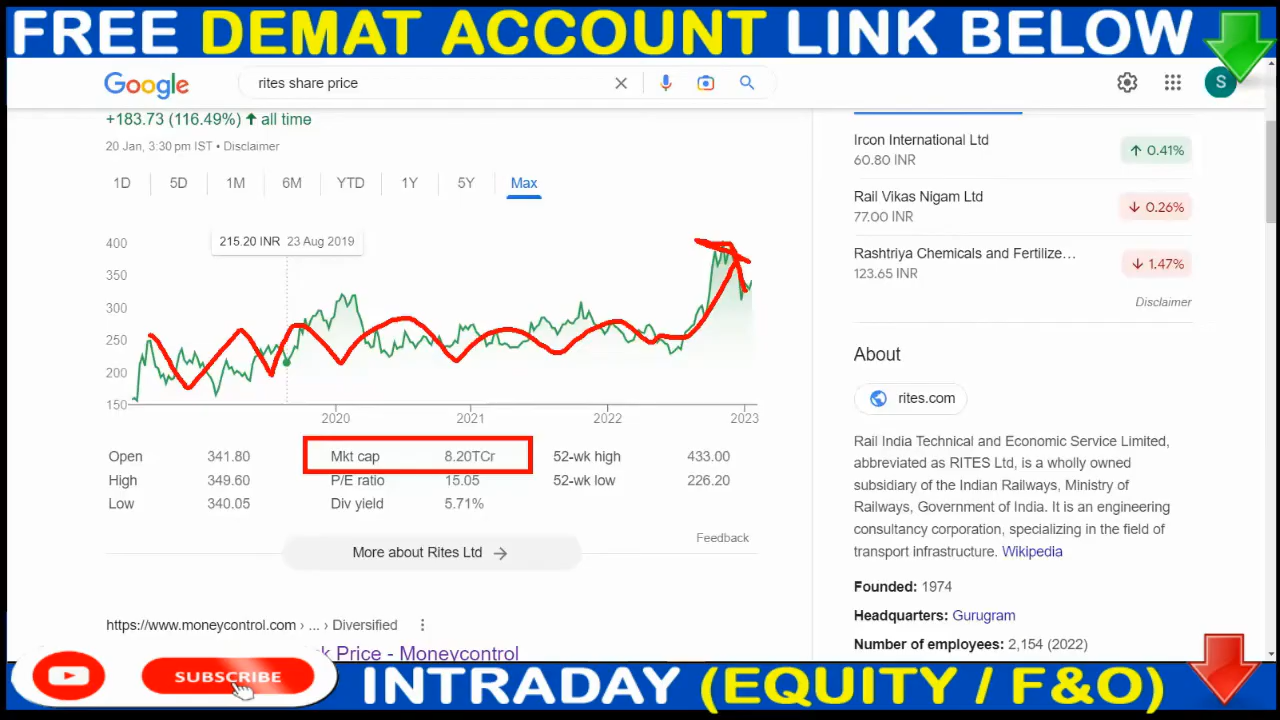 FREE DEMAT ACCOUNT LINK BELOW
Google
rites share price
S
+183.73 (116.49%) ↑ all time
20 Jan, 3:30 pm IST • Disclaimer
1D 5D 1M 6M YTD 1Y 5Y Max
215.20 INR 23 Aug 2019
400
350
300
250
200
150
2020 2021 2022 2023
Open 341.80 Mkt cap 8.20TCr 52-wk high 433.00
High 349.60 P/E ratio 15.05 52-wk low 226.20
Low 340.05 Div yield 5.71%
Feedback
More about Rites Ltd →
https://www.moneycontrol.com › ... › Diversified
k Price - Moneycontrol
Ircon International Ltd
60.80 INR
↑ 0.41%
Rail Vikas Nigam Ltd
77.00 INR
↓ 0.26%
Rashtriya Chemicals and Fertilize...
123.65 INR
↓ 1.47%
Disclaimer
About
rites.com
Rail India Technical and Economic Service Limited,
abbreviated as RITES Ltd, is a wholly owned
subsidiary of the Indian Railways, Ministry of
Railways, Government of India. It is an engineering
consultancy corporation, specializing in the field of
transport infrastructure. Wikipedia
Founded: 1974
Headquarters: Gurugram
Number of employees: 2,154 (2022)
SUBSCRIBE
INTRADAY (EQUITY / F&O)